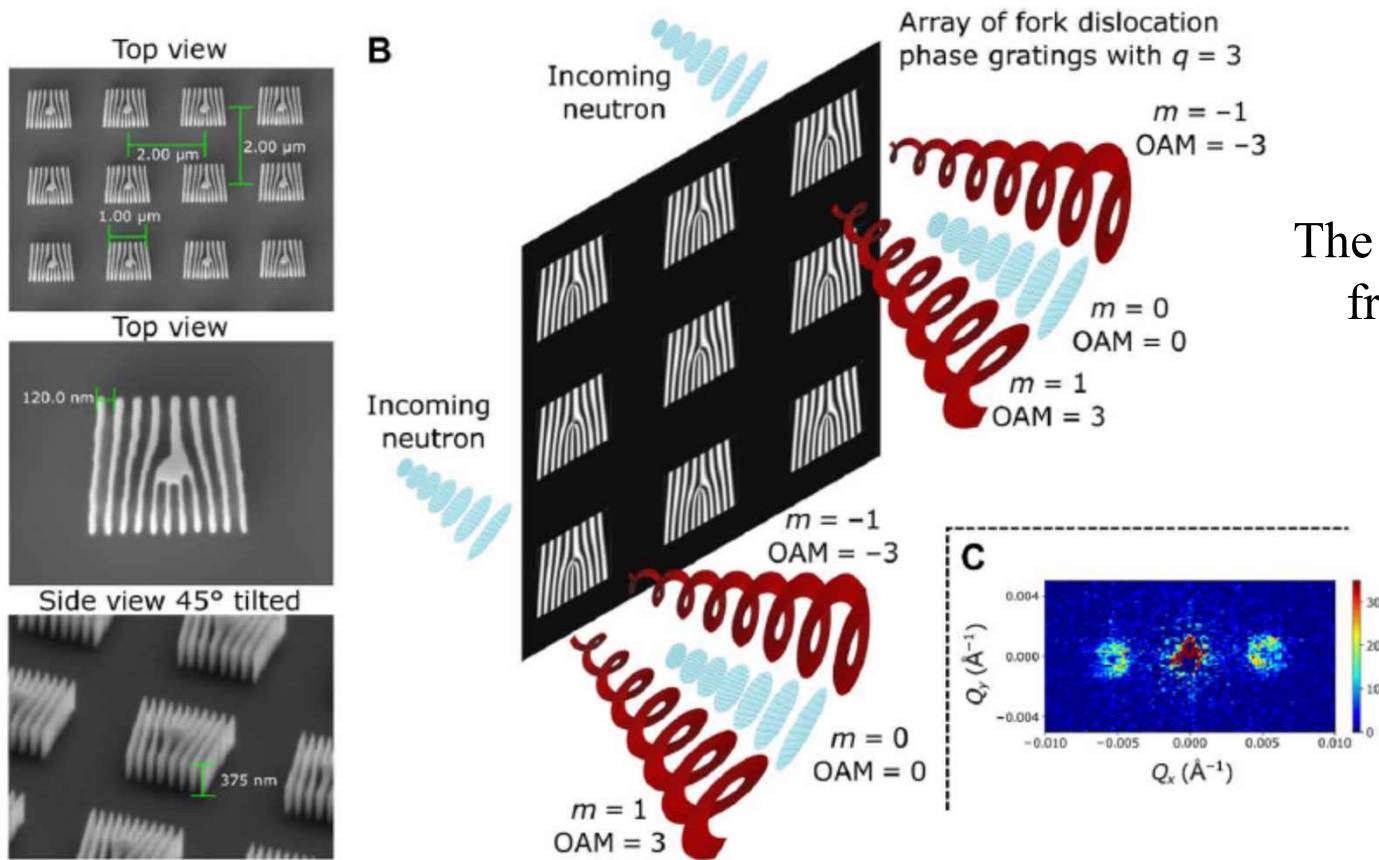 Top view
2.00 µm
2.00 µm
1.00 µm
Top view
120.0 nm
Side view 45° tilted
375 nm
B
Incoming
neutron
Array of fork dislocation
phase gratings with q = 3
m = −1
OAM = −3
m = 0
OAM = 0
m = 1
OAM = 3
Incoming
neutron
m = −1
OAM = −3
m = 0
OAM = 0
m = 1
OAM = 3
The
fr
C
0.004
0.000
−0.004
Qy (Å⁻¹)
−0.010
−0.005
0.000
0.005
0.010
Qx (Å⁻¹)
30
20
10
0